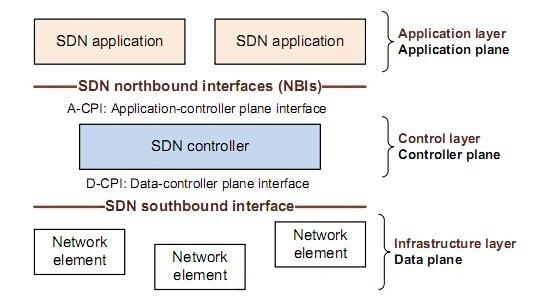 SDN application
SDN application
Application layer
Application plane
SDN northbound interfaces (NBIs)
A-CPI: Application-controller plane interface
SDN controller
Control layer
Controller plane
D-CPI: Data-controller plane interface
SDN southbound interface
Network
element
Network
element
Network
element
Infrastructure layer
Data plane